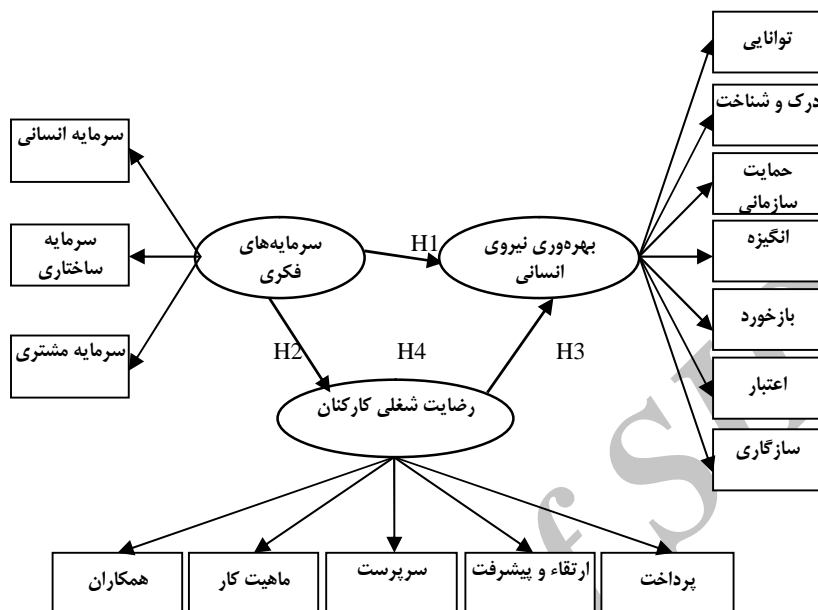 توانایی
درک و شناخت
حمایت
سازمانی
انگیزه
بازخورد
اعتبار
سازگاری
بهره‌وری نیروی
انسانی
H1
سرمایه‌های
فکری
سرمایه انسانی
سرمایه
ساختاری
سرمایه مشتری
H3
H4
H2
رضایت شغلی کارکنان
پرداخت
ارتقاء و پیشرفت
سرپرست
ماهیت کار
همکاران